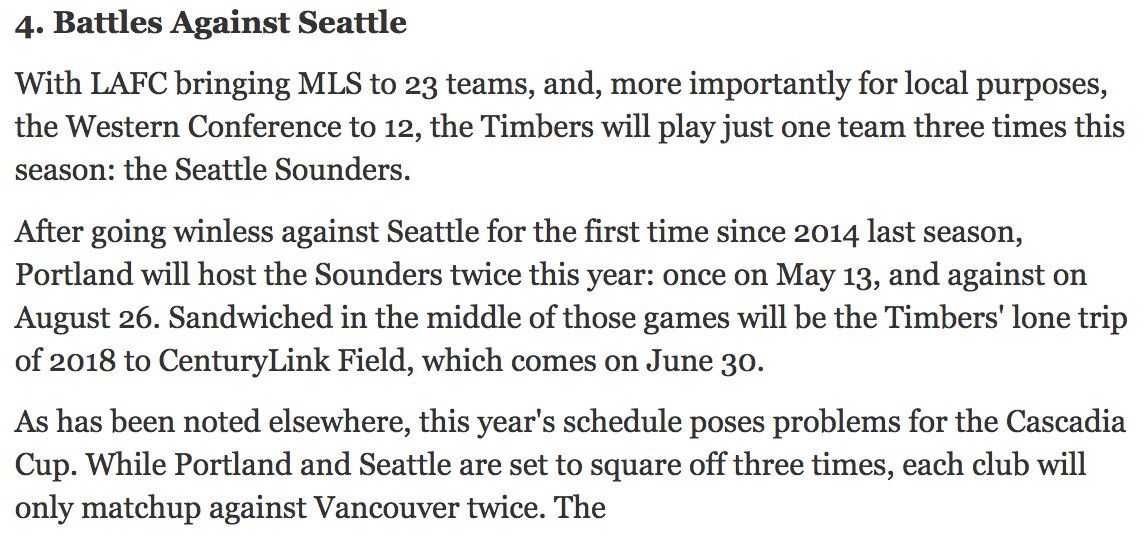 4. Battles Against Seattle
With LAFC bringing MLS to 23 teams, and, more importantly for local purposes,
the Western Conference to 12, the Timbers will play just one team three times this
season: the Seattle Sounders.
After going winless against Seattle for the first time since 2014 last season,
Portland will host the Sounders twice this year: once on May 13, and against on
August 26. Sandwiched in the middle of those games will be the Timbers' lone trip
of 2018 to CenturyLink Field, which comes on June 30.
As has been noted elsewhere, this year's schedule poses problems for the Cascadia
Cup. While Portland and Seattle are set to square off three times, each club will
only matchup against Vancouver twice. The